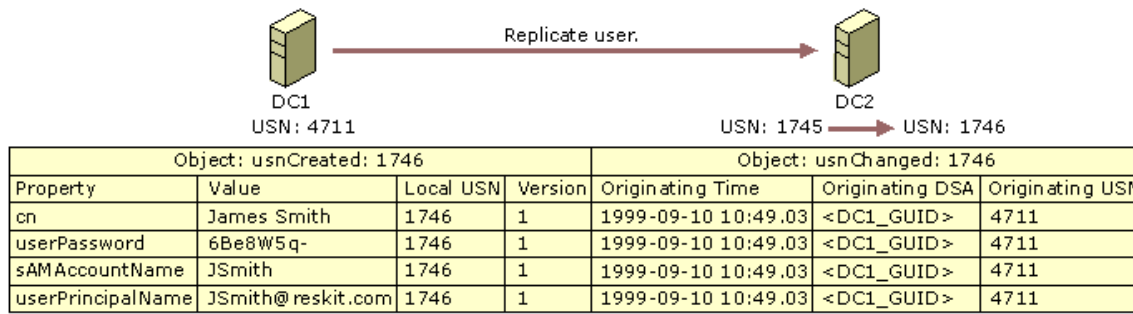 Replicate user.
DC1
DC2
USN: 4711
USN: 1745
USN: 1746
Object: usnCreated: 1746
Object: usnChanged: 1746
Property Value Local USN Version Originating Time Originating DSA Originating USN
cn James Smith 1746 1 1999-09-10 10:49.03 <DC1_GUID> 4711
userPassword 6Be8W5q- 1746 1 1999-09-10 10:49.03 <DC1_GUID> 4711
sAMAccountName JSmith 1746 1 1999-09-10 10:49.03 <DC1_GUID> 4711
userPrincipalName JSmith@reskit.com 1746 1 1999-09-10 10:49.03 <DC1_GUID> 4711